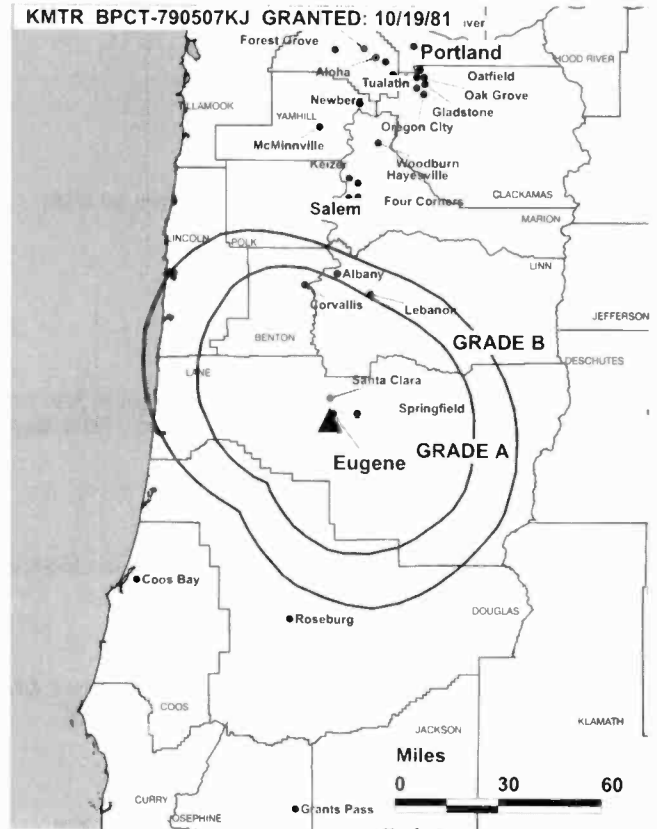 KMTR BPCT-790507KJ GRANTED: 10/19/81
iver
Forest Grove
Portland
HOOD RIVER
Aloha
Tualatin
Oatfield
Oak Grove
TILLAMOOK
Newber
Gladstone
YAMHILL
Oregon City
McMinnville
Woodburn
Keizer
Hayesville
CLACKAMAS
Salem
Four Corners
MARION
LINCOLN
POLK
LINN
Albany
Corvallis
Lebanon
JEFFERSON
BENTON
GRADE B
DESCHUTES
LANE
Santa Clara
Springfield
Eugene
GRADE A
Coos Bay
Roseburg
DOUGLAS
COOS
KLAMATH
JACKSON
Miles
0 30 60
CURRY
JOSEPHINE
Grants Pass